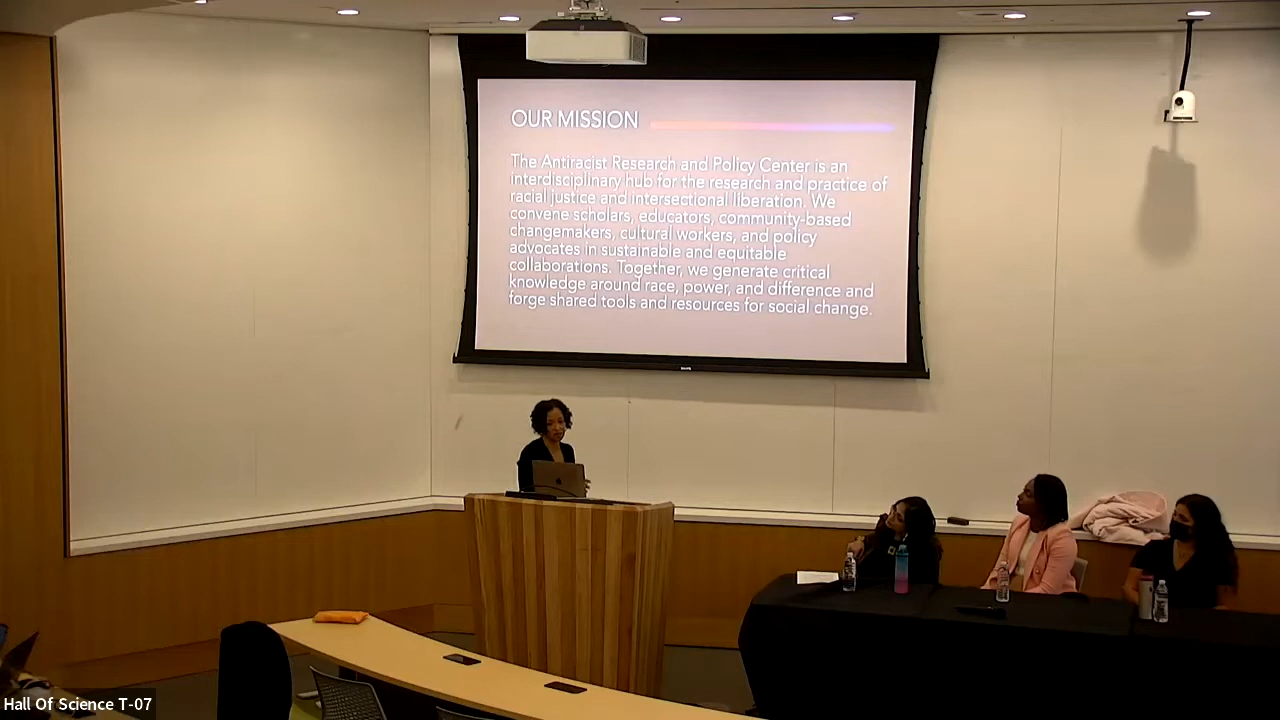 OUR MISSION
The Antiracist Research and Policy Center is an
interdisciplinary hub for the research and practice of
racial justice and intersectional liberation. We
convene scholars, educators, community-based
changemakers, cultural workers, and policy
advocates in sustainable and equitable
collaborations. Together, we generate critical
knowledge around race, power, and difference and
forge shared tools and resources for social change.
Hall Of Science T-07